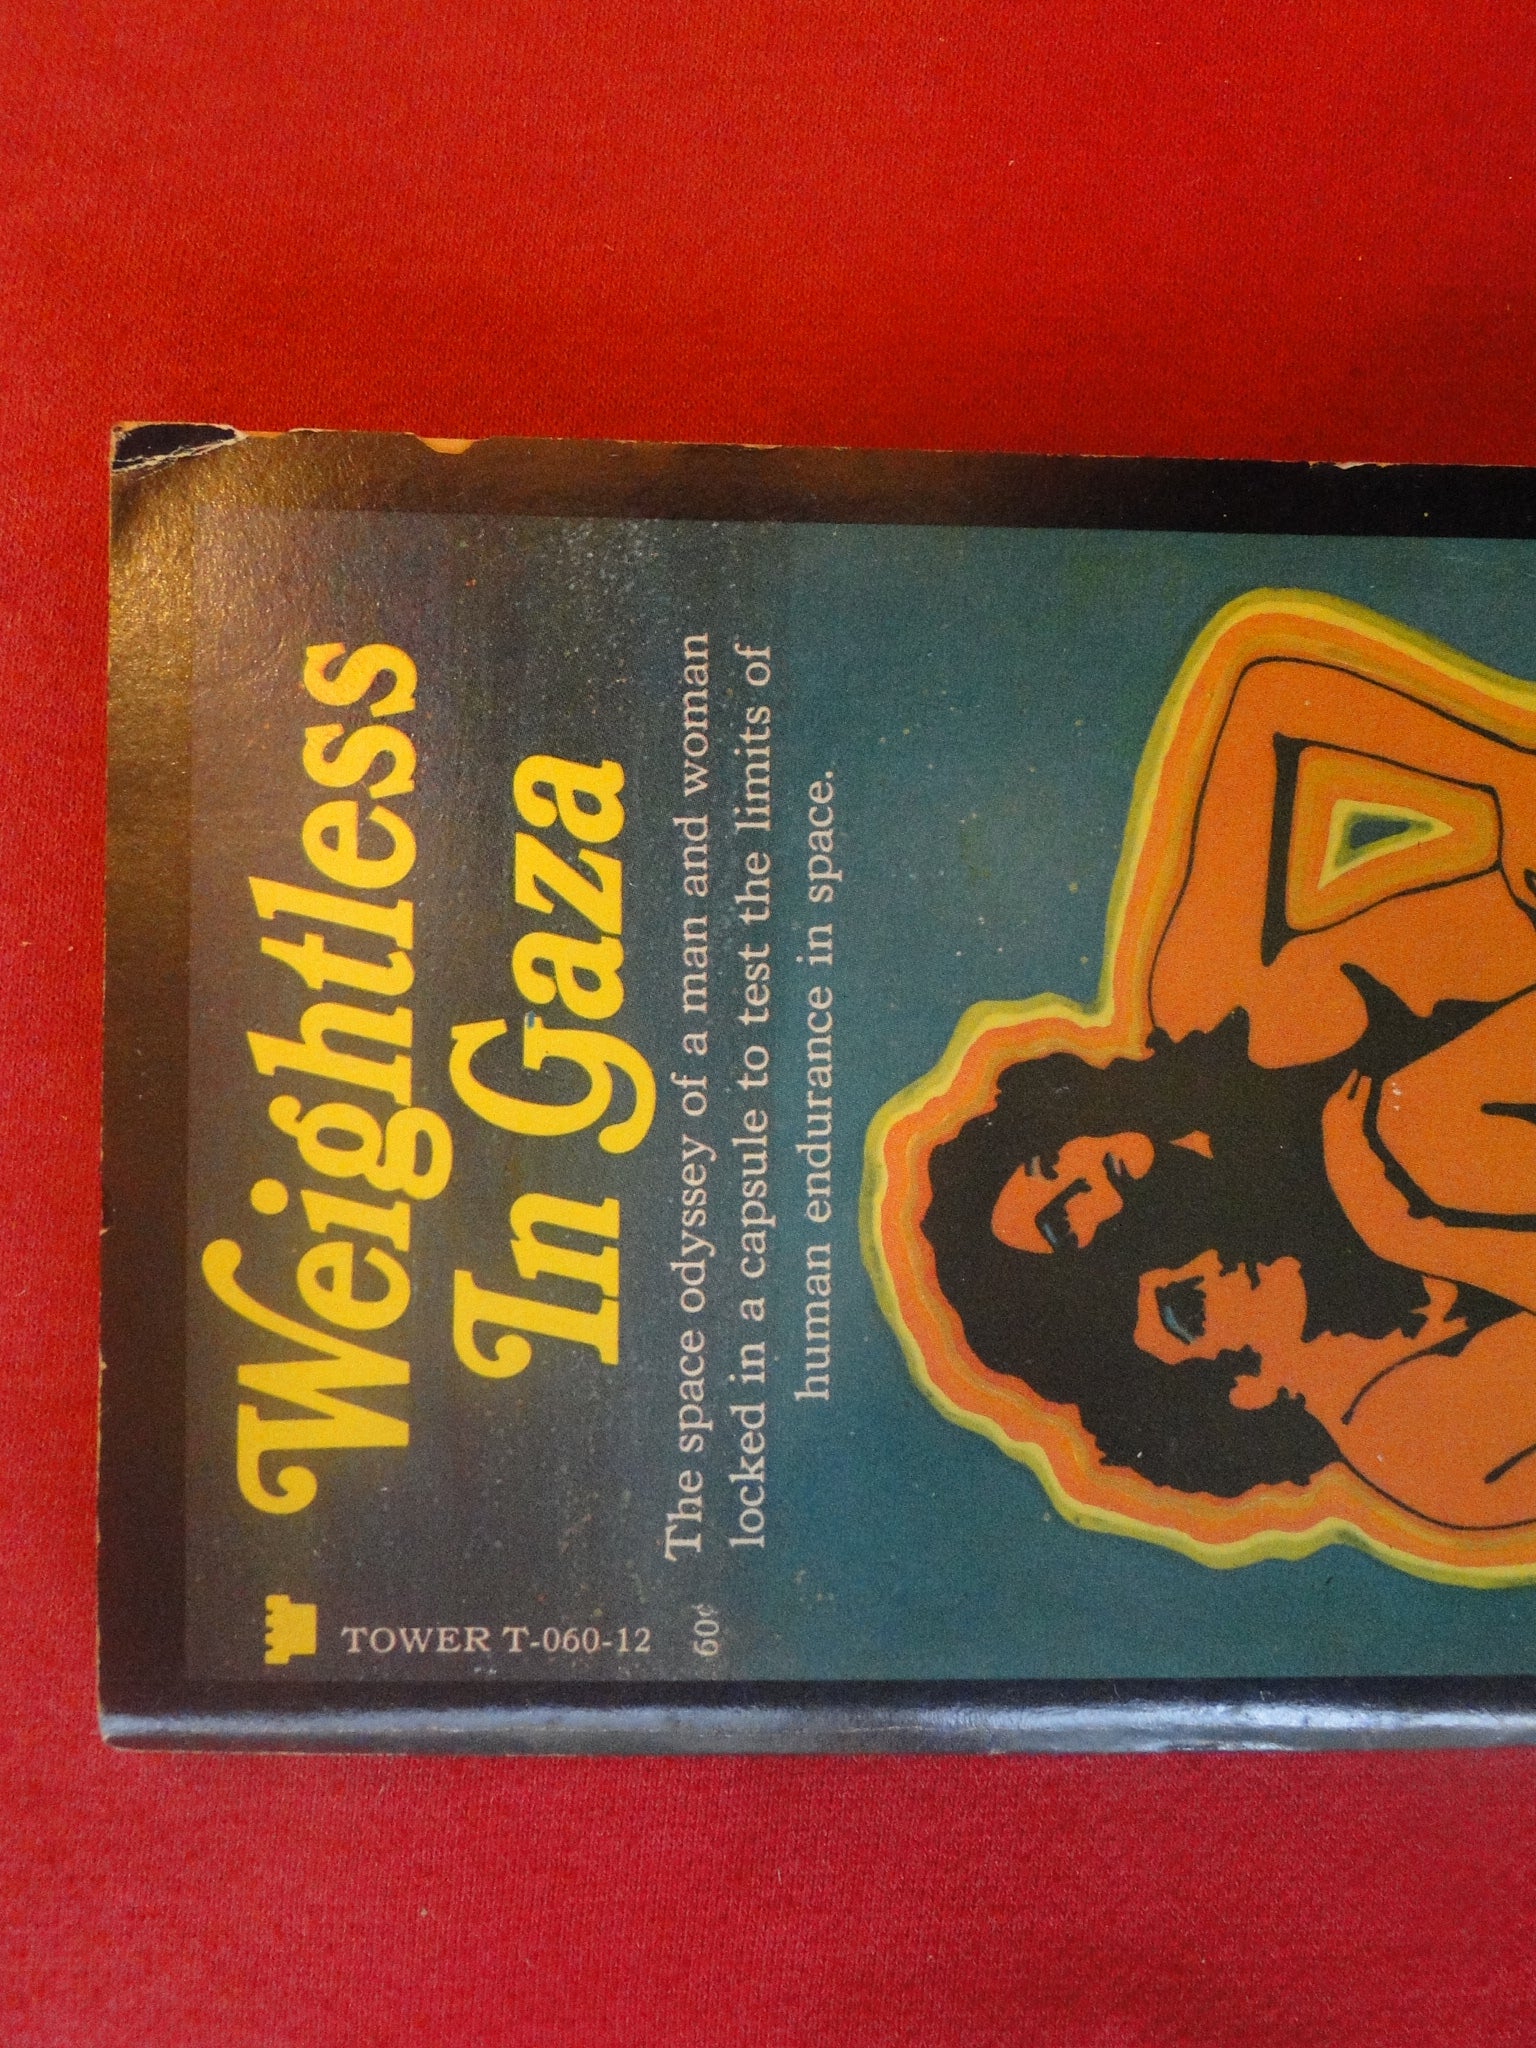 Weightless
In Gaza
TOWER T-060-12
60¢
The space odyssey of a man and woman
locked in a capsule to test the limits of
human endurance in space.